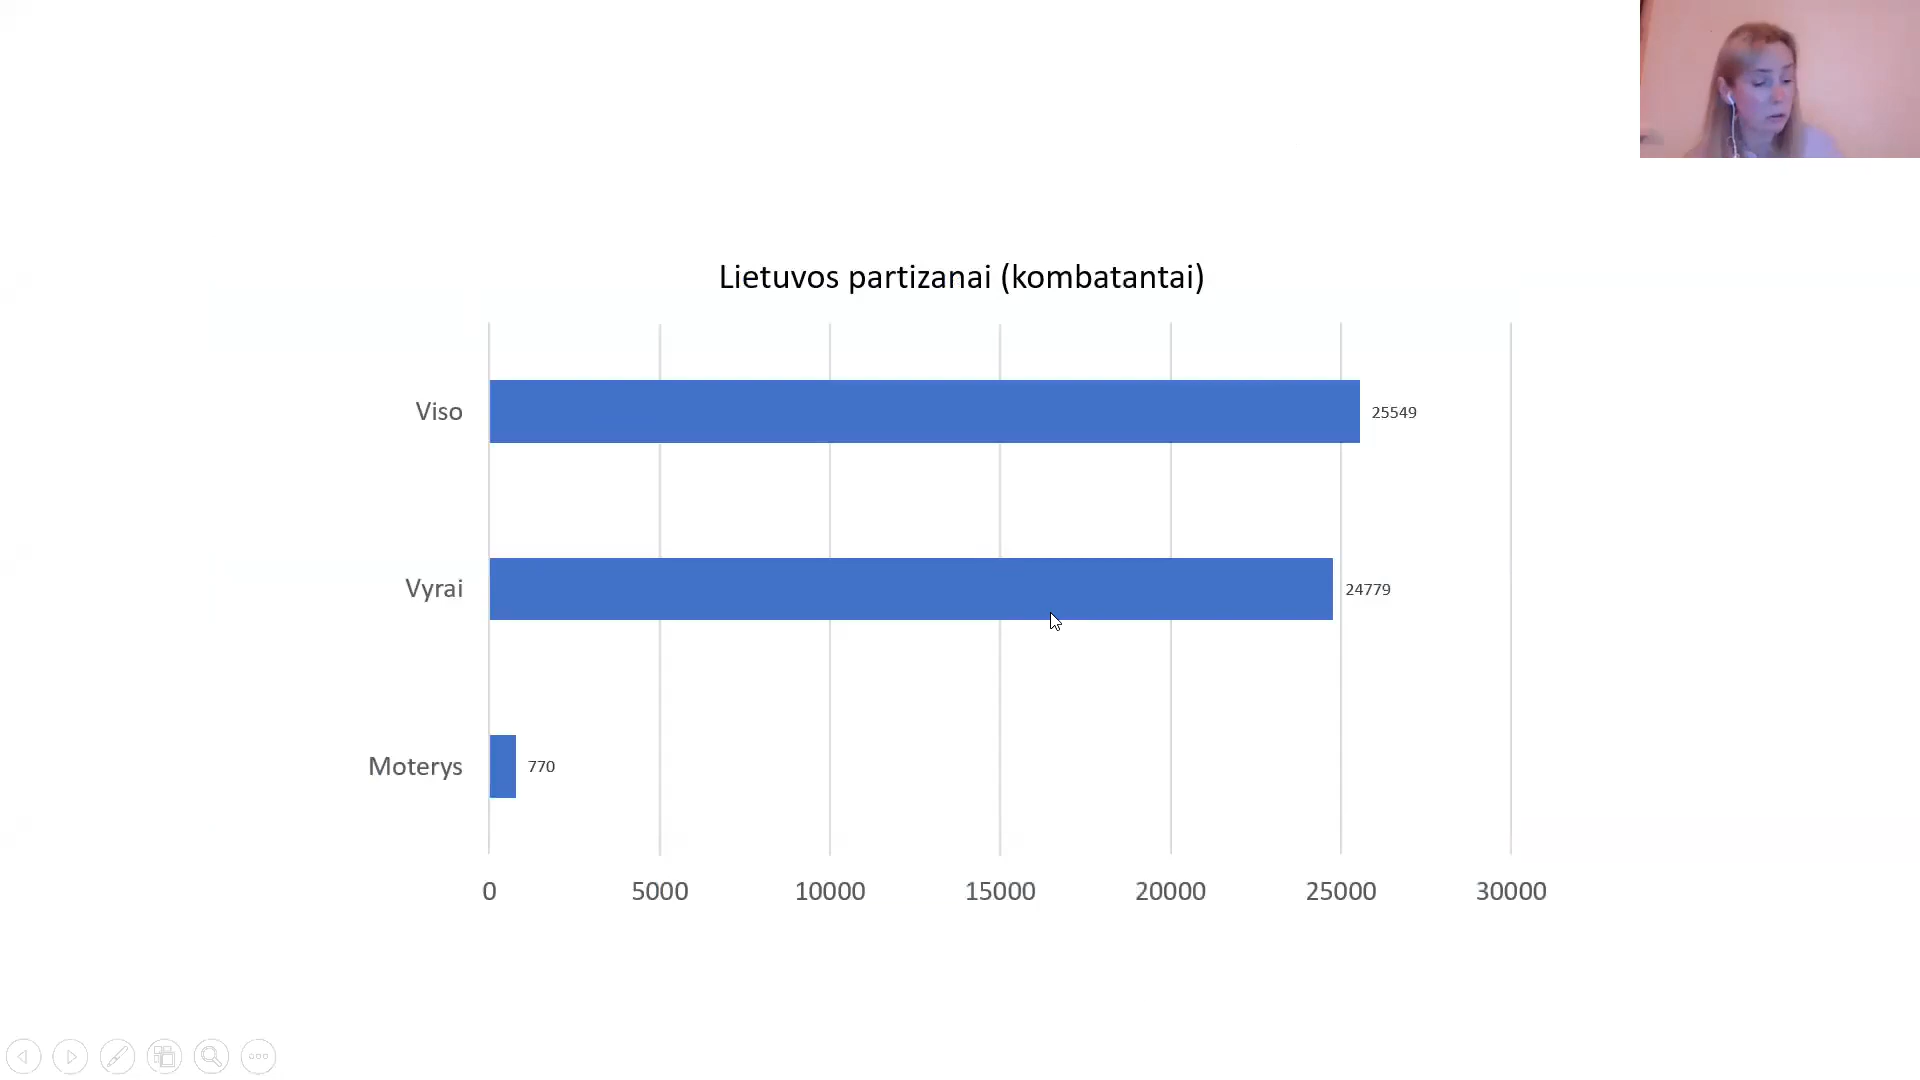 Lietuvos partizanai (kombatantai)
Viso
25549
Vyrai
24779
Moterys
770
0 5000 10000 15000 20000 25000 30000